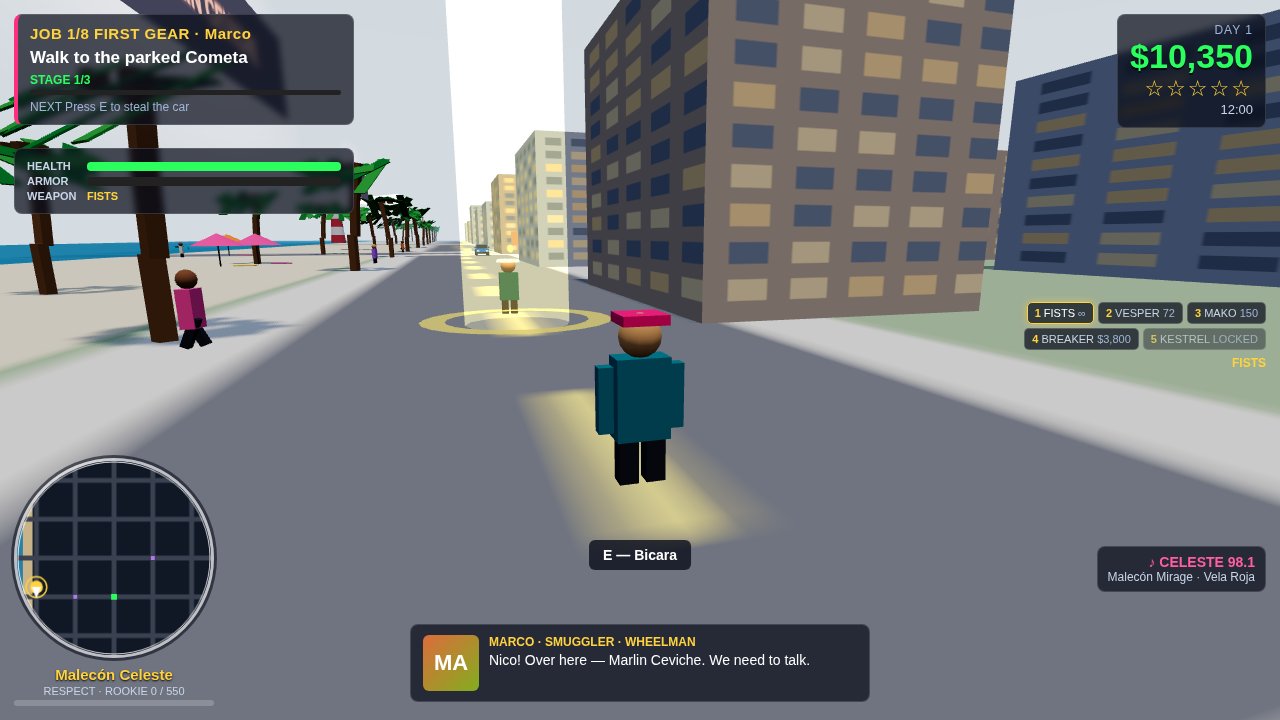 JOB 1/8 FIRST GEAR · Marco
Walk to the parked Cometa
STAGE 1/3
NEXT Press E to steal the car
HEALTH
ARMOR
WEAPON FISTS
DAY 1
$10,350
☆☆☆☆☆
12:00
1 FISTS ∞
2 VESPER 72
3 MAKO 150
4 BREAKER $3,800
5 KESTREL LOCKED
FISTS
E — Bicara
♪ CELESTE 98.1
Malecón Mirage · Vela Roja
MA
MARCO · SMUGGLER · WHEELMAN
Nico! Over here — Marlin Ceviche. We need to talk.
Malecón Celeste
RESPECT · ROOKIE 0 / 550